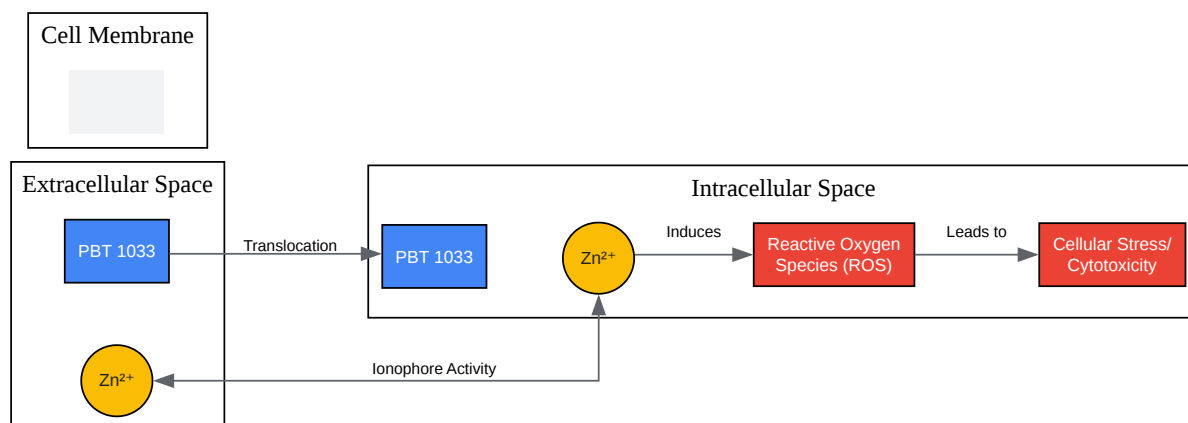 Cell Membrane
Extracellular Space
PBT 1033
Zn²⁺
Translocation
Intracellular Space
PBT 1033
Zn²⁺
Induces
Reactive Oxygen
Species (ROS)
Leads to
Cellular Stress/
Cytotoxicity
Ionophore Activity